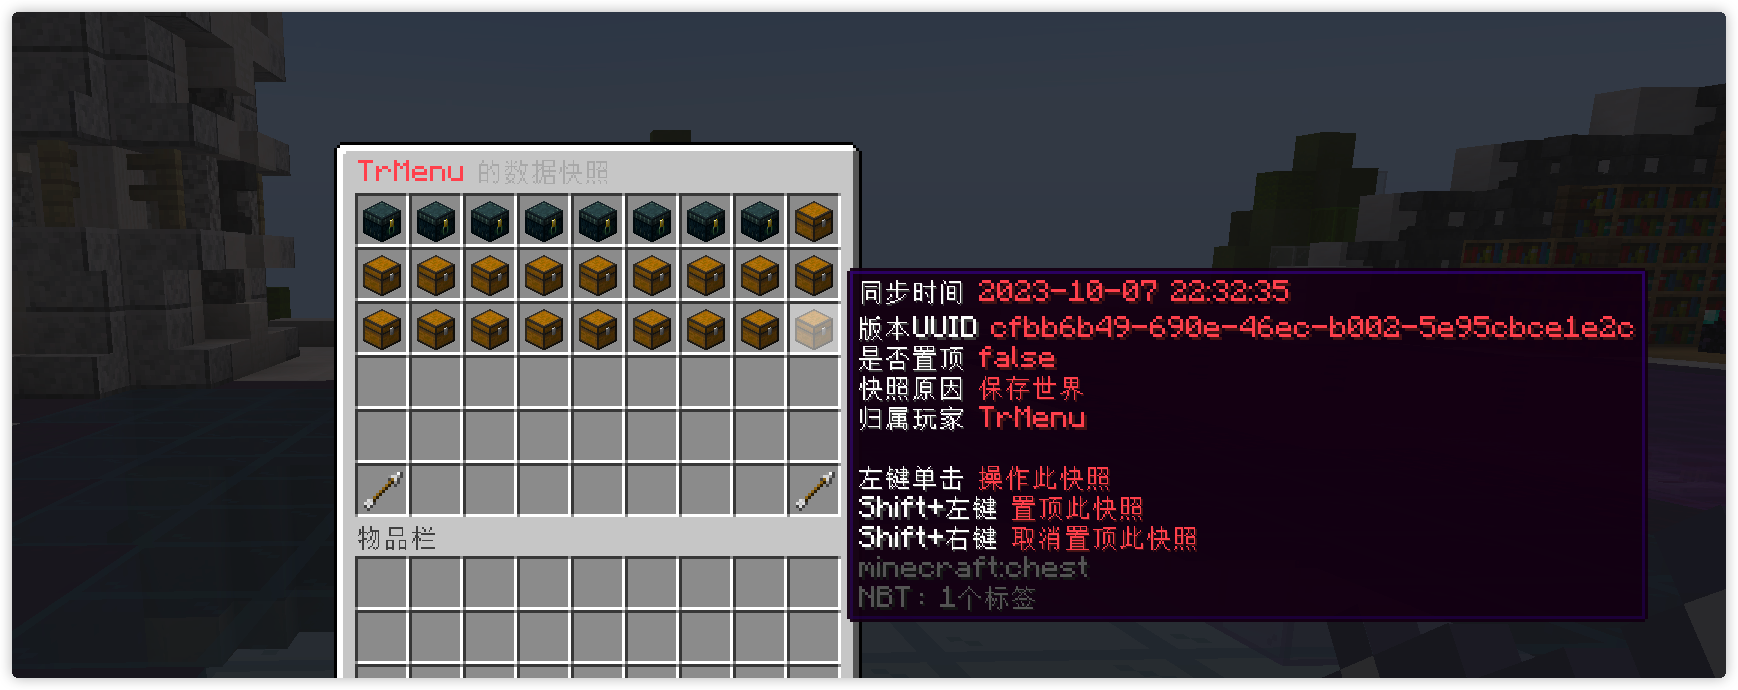 TrMenu 的数据快照
同步时间 2023-10-07 22:32:35
版本UUID cfbb6b49-690e-46ec-b002-5e95cbce1e2c
是否置顶 false
快照原因 保存世界
归属玩家 TrMenu
左键单击 操作此快照
Shift+左键 置顶此快照
Shift+右键 取消置顶此快照
minecraft:chest
NBT: 1个标签
物品栏